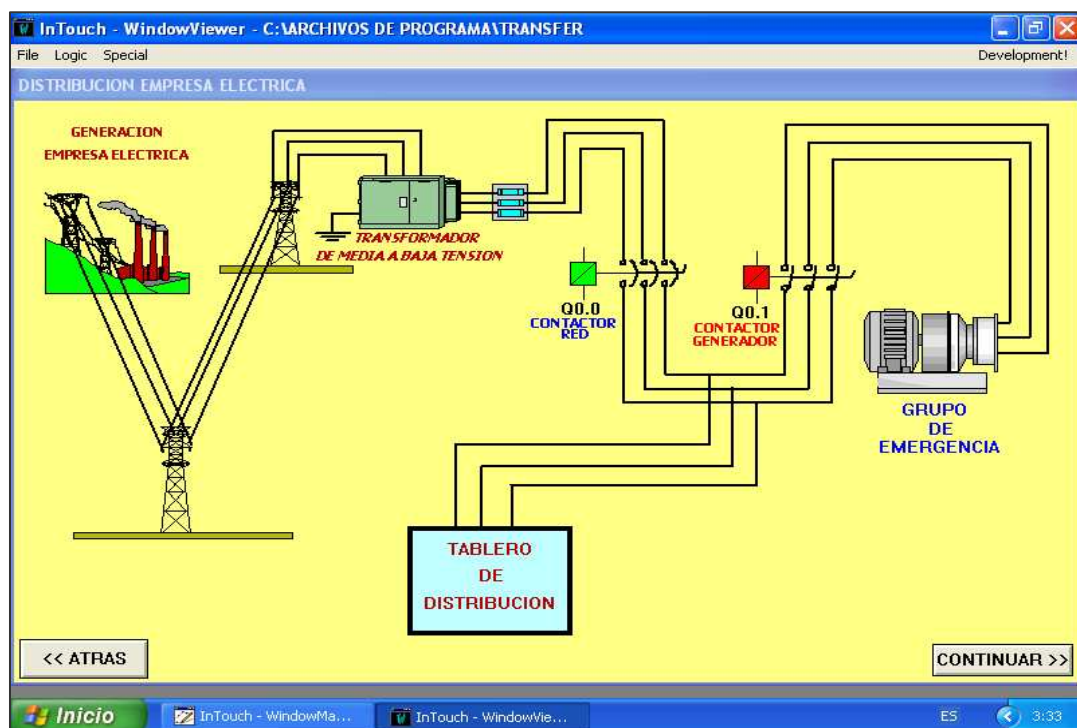 InTouch - WindowViewer - C:\ARCHIVOS DE PROGRAMA\TRANSFER
File Logic Special Development!
DISTRIBUCION EMPRESA ELECTRICA
GENERACION
EMPRESA ELECTRICA
TRANSFORMADOR
DE MEDIA A BAJA TENSION
Q0.0
CONTACTOR
RED
Q0.1
CONTACTOR
GENERADOR
GRUPO
DE
EMERGENCIA
TABLERO
DE
DISTRIBUCION
<< ATRAS
CONTINUAR >>
Inicio
InTouch - WindowMa...
InTouch - WindowVie...
ES
3:33